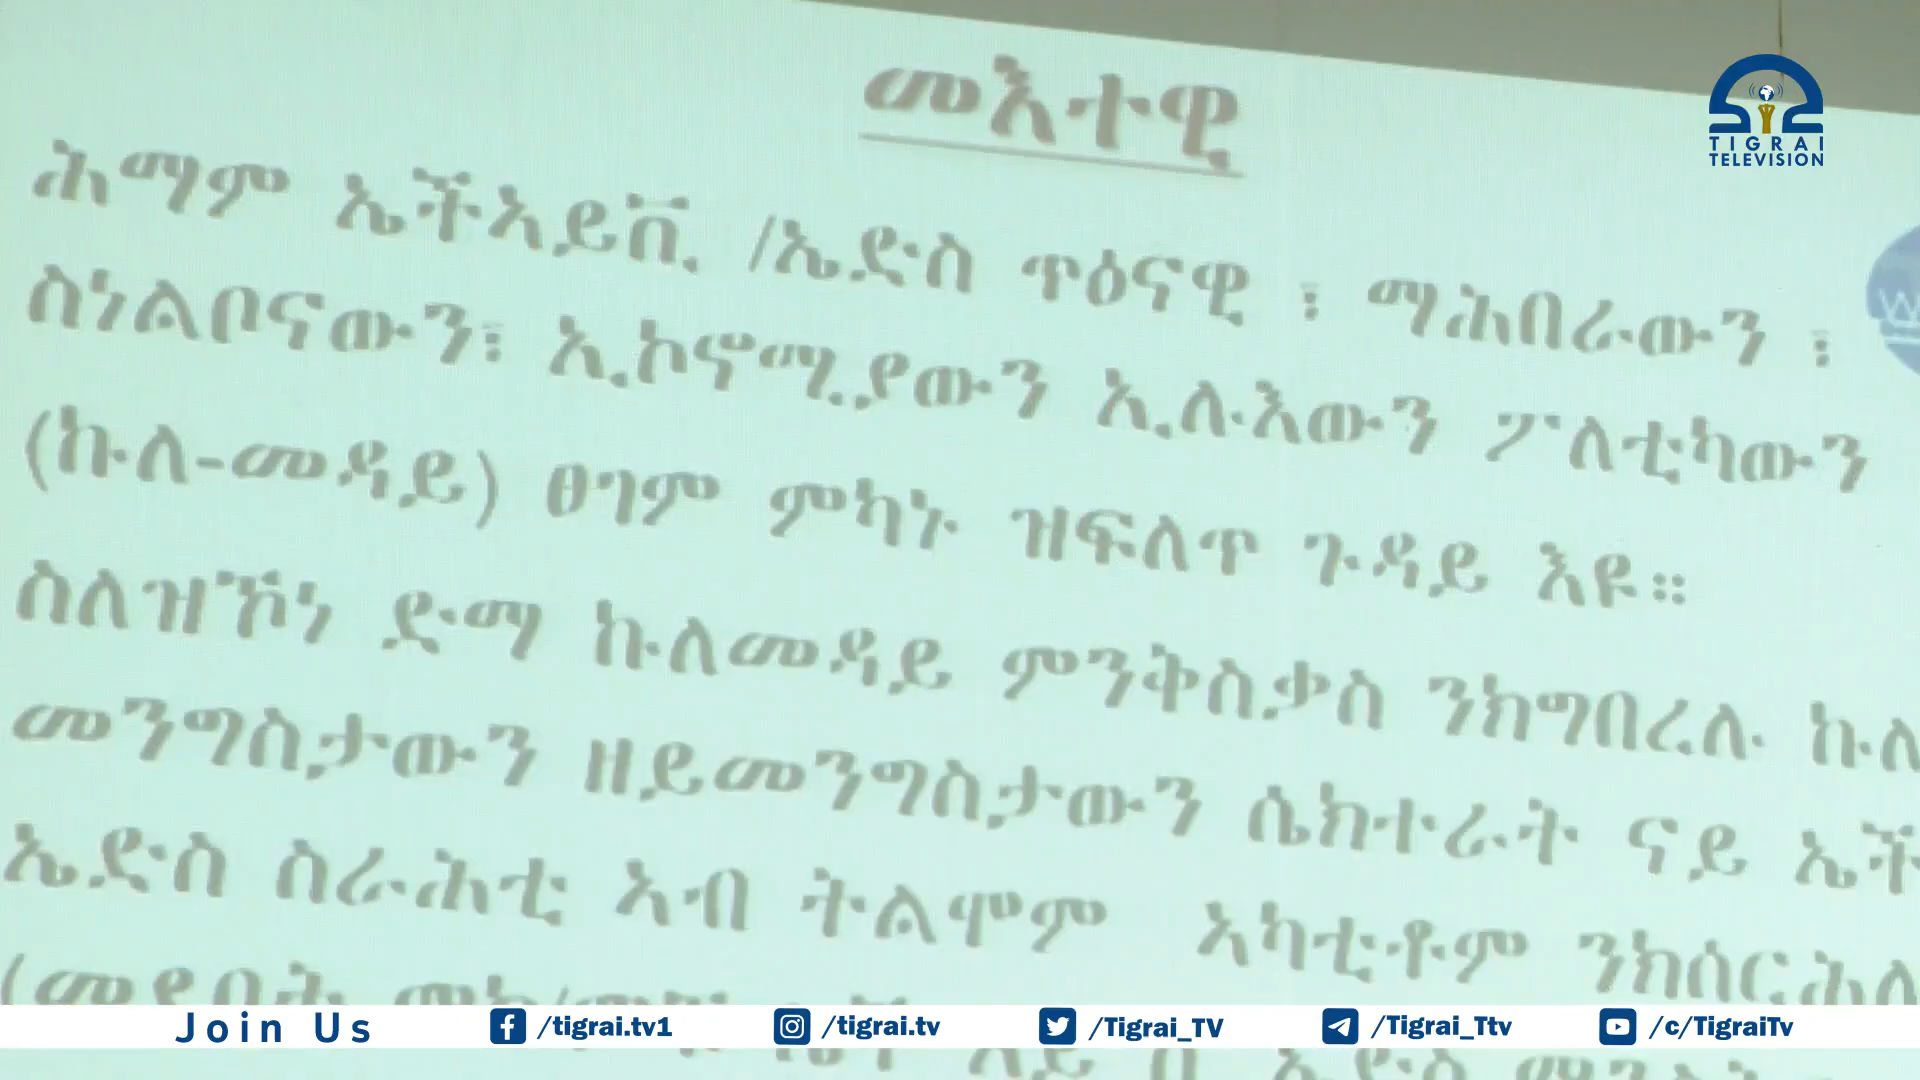 መእተዊ
TIGRAI
TELEVISION
ሕማም ኤችኣይቪ /ኤድስ ጥዕናዊ ፣ ማሕበራውን ፣
ስነልቦናውን፣ ኢኮኖሚያውን ኢሉእውን ፖለቲካውን
(ኩለ-መዳይ) ፀገም ምካኑ ዝፍለጥ ጉዳይ እዩ።
ስለዝኾነ ድማ ኩለመዳይ ምንቅስቃስ ንክግበረሉ ኩለ
መንግስታውን ዘይመንግስታውን ሴክተራት ናይ ኤች
ኤድስ ስራሕቲ ኣብ ትልሞም ኣካቲቶም ንክሰርሕለ
Join Us /tigrai.tv1 /tigrai.tv /Tigrai_TV /Tigrai_Ttv /c/TigraiTv